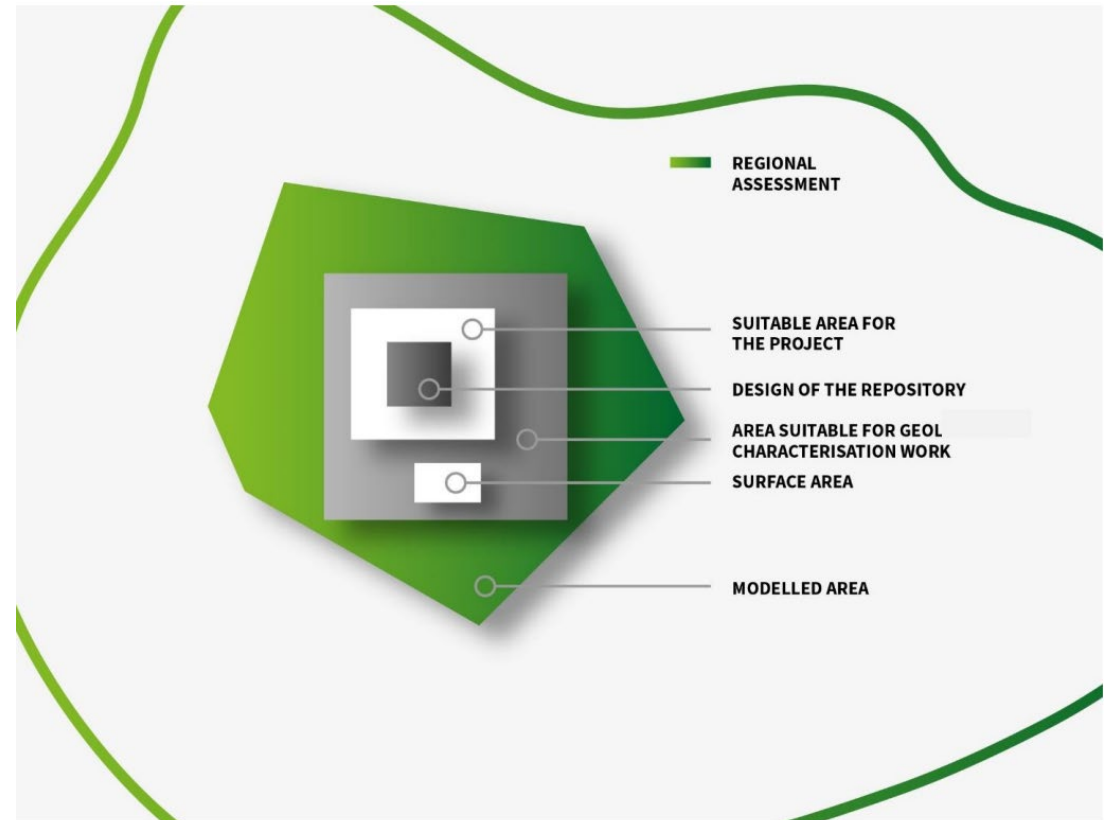 REGIONAL
ASSESSMENT
SUITABLE AREA FOR
THE PROJECT
DESIGN OF THE REPOSITORY
AREA SUITABLE FOR
CHARACTERISATION WORK
SURFACE AREA
MODELLED AREA